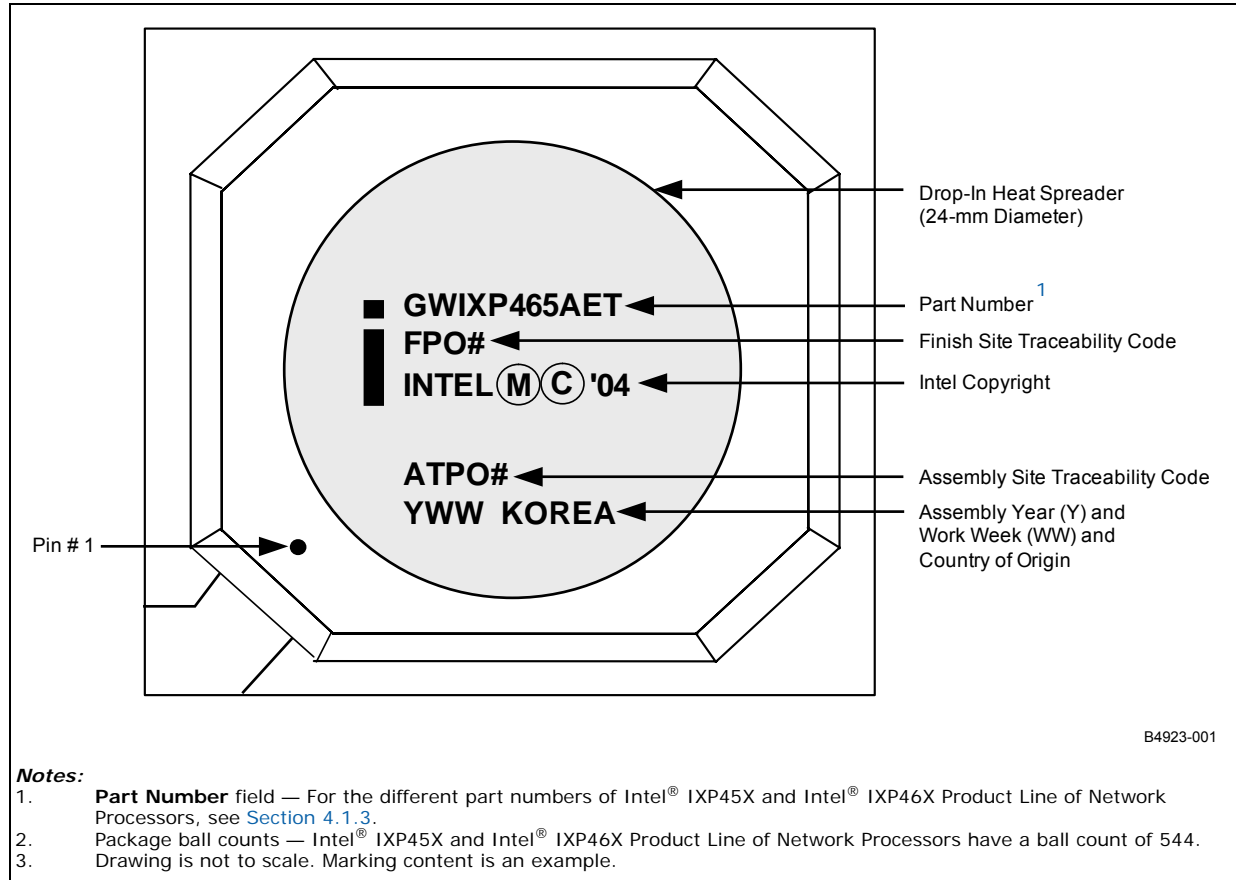 Drop-In Heat Spreader
(24-mm Diameter)
GWIXP465AET
Part Number 1
FPO#
Finish Site Traceability Code
INTEL Ⓜ Ⓒ '04
Intel Copyright
ATPO#
Assembly Site Traceability Code
YWW KOREA
Assembly Year (Y) and
Work Week (WW) and
Country of Origin
Pin # 1
B4923-001
Notes:
1. Part Number field — For the different part numbers of Intel® IXP45X and Intel® IXP46X Product Line of Network
Processors, see Section 4.1.3.
2. Package ball counts — Intel® IXP45X and Intel® IXP46X Product Line of Network Processors have a ball count of 544.
3. Drawing is not to scale. Marking content is an example.